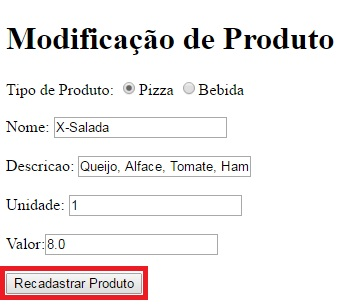 Modificação de Produto
Tipo de Produto: Pizza Bebida
Nome: X-Salada
Descricao: Queijo, Alface, Tomate, Ham
Unidade: 1
Valor: 8.0
Recadastrar Produto